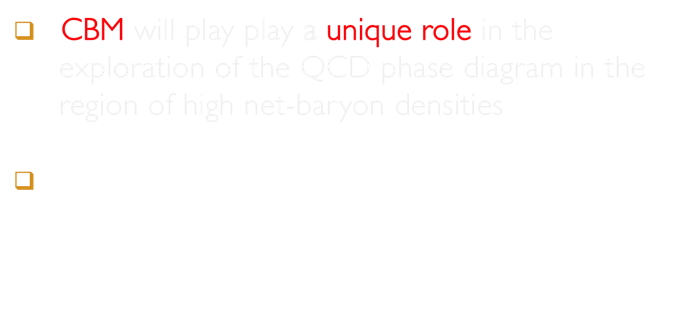 ❑ CBM will play play a unique role in the
exploration of the QCD phase diagram in the
region of high net-baryon densities
❑